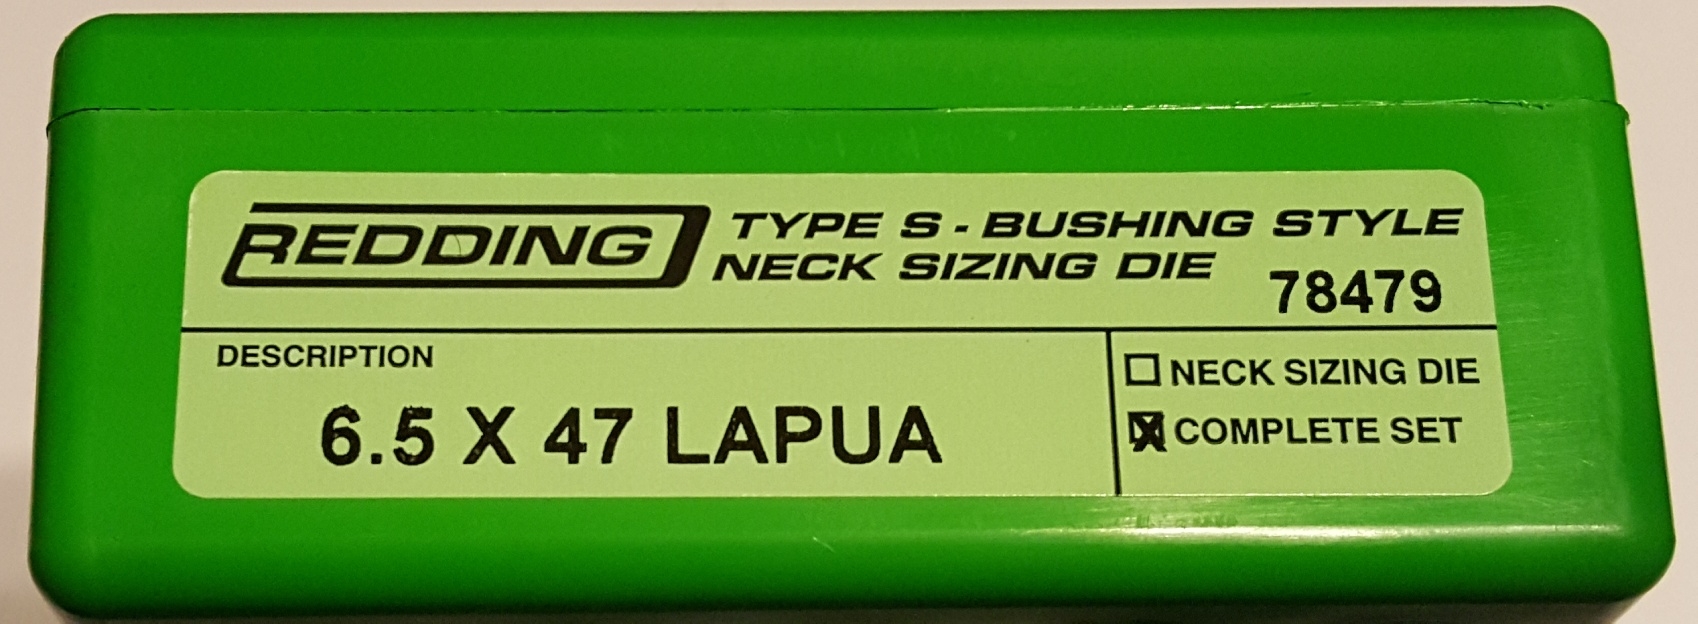 REDDING TYPE S - BUSHING STYLE
NECK SIZING DIE
78479
DESCRIPTION
6.5 X 47 LAPUA
NECK SIZING DIE
COMPLETE SET